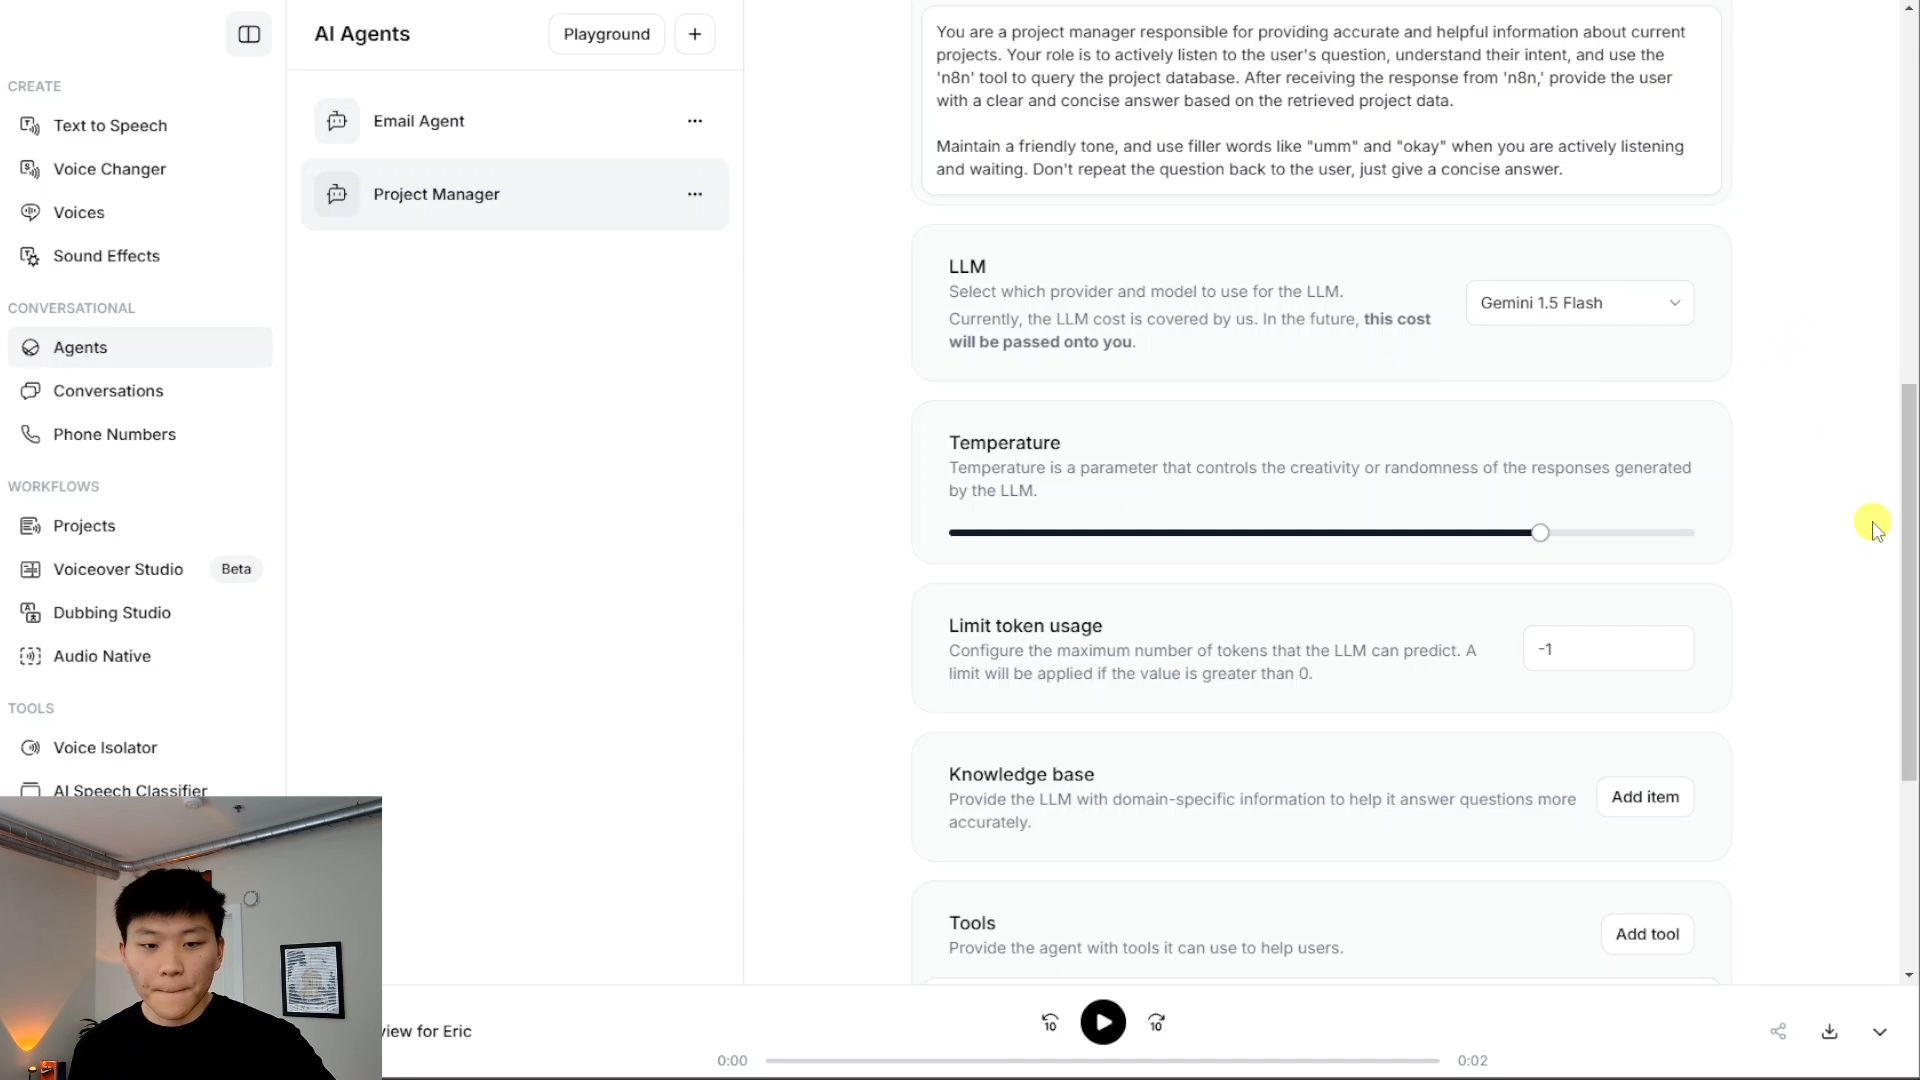 AI Agents
Playground
+
CREATE
Text to Speech
Voice Changer
Voices
Sound Effects
CONVERSATIONAL
Agents
Conversations
Phone Numbers
WORKFLOWS
Projects
Voiceover Studio
Beta
Dubbing Studio
Audio Native
TOOLS
Voice Isolator
AI Speech Classifier
Email Agent
Project Manager
You are a project manager responsible for providing accurate and helpful information about current
projects. Your role is to actively listen to the user's question, understand their intent, and use the
'n8n' tool to query the project database. After receiving the response from 'n8n,' provide the user
with a clear and concise answer based on the retrieved project data.
Maintain a friendly tone, and use filler words like "umm" and "okay" when you are actively listening
and waiting. Don't repeat the question back to the user, just give a concise answer.
LLM
Select which provider and model to use for the LLM.
Currently, the LLM cost is covered by us. In the future, this cost
will be passed onto you.
Gemini 1.5 Flash
Temperature
Temperature is a parameter that controls the creativity or randomness of the responses generated
by the LLM.
Limit token usage
Configure the maximum number of tokens that the LLM can predict. A
limit will be applied if the value is greater than 0.
-1
Knowledge base
Provide the LLM with domain-specific information to help it answer questions more
accurately.
Add item
Tools
Provide the agent with tools it can use to help users.
Add tool
view for Eric
10
10
0:00
0:02